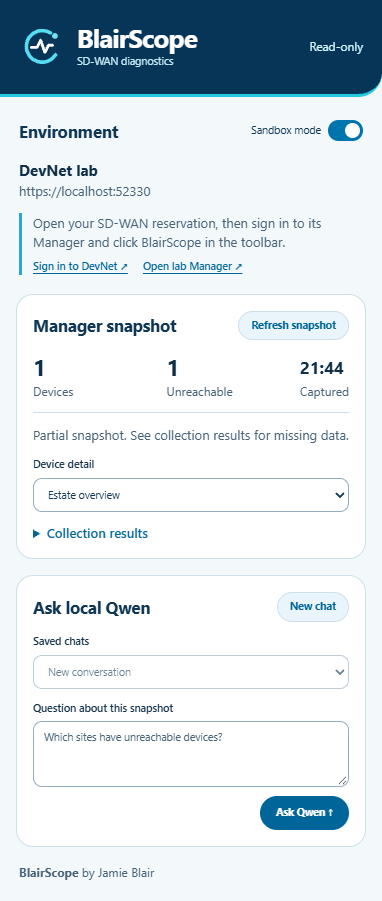 BlairScope
SD-WAN diagnostics
Read-only
Environment
Sandbox mode
DevNet lab
https://localhost:52330
Open your SD-WAN reservation, then sign in to its
Manager and click BlairScope in the toolbar.
Sign in to DevNet ↗ Open lab Manager ↗
Manager snapshot
Refresh snapshot
1 1 21:44
Devices Unreachable Captured
Partial snapshot. See collection results for missing data.
Device detail
Estate overview
▶ Collection results
Ask local Qwen
New chat
Saved chats
New conversation
Question about this snapshot
Which sites have unreachable devices?
Ask Qwen ↑
BlairScope by Jamie Blair